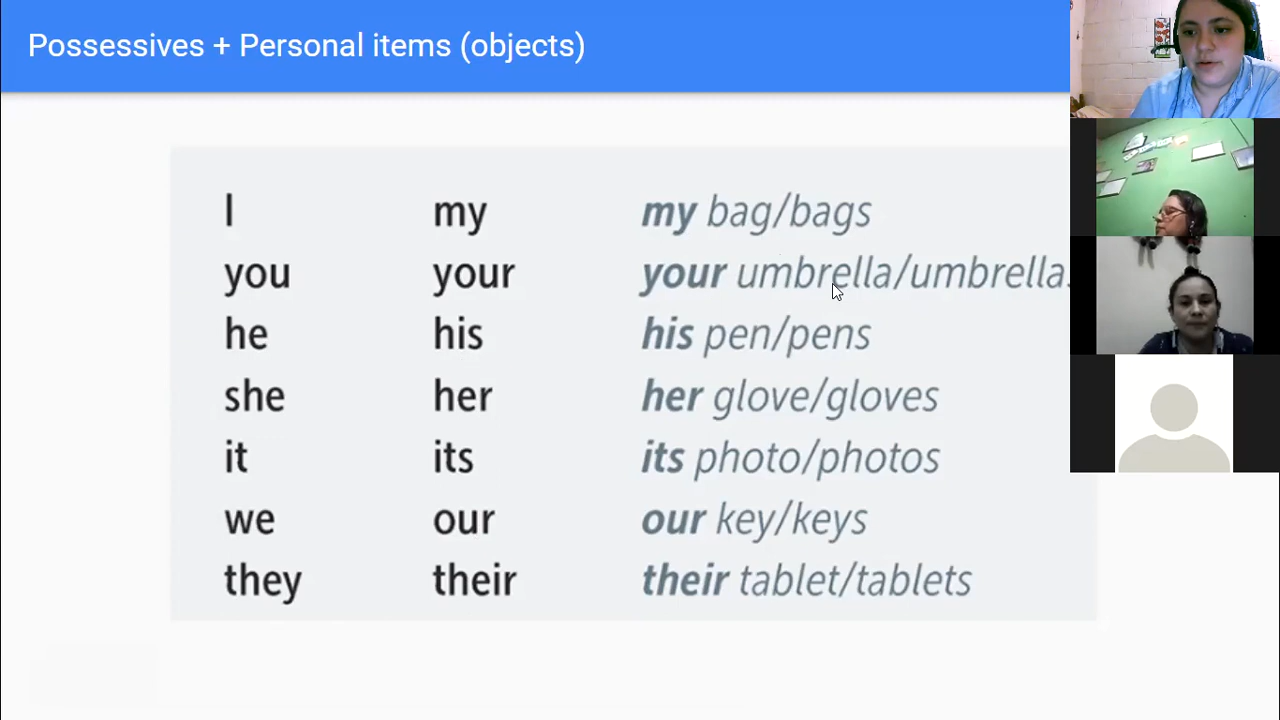 Possessives + Personal items (objects)
I my my bag/bags
you your your umbrella/umbrella
he his his pen/pens
she her her glove/gloves
it its its photo/photos
we our our key/keys
they their their tablet/tablets